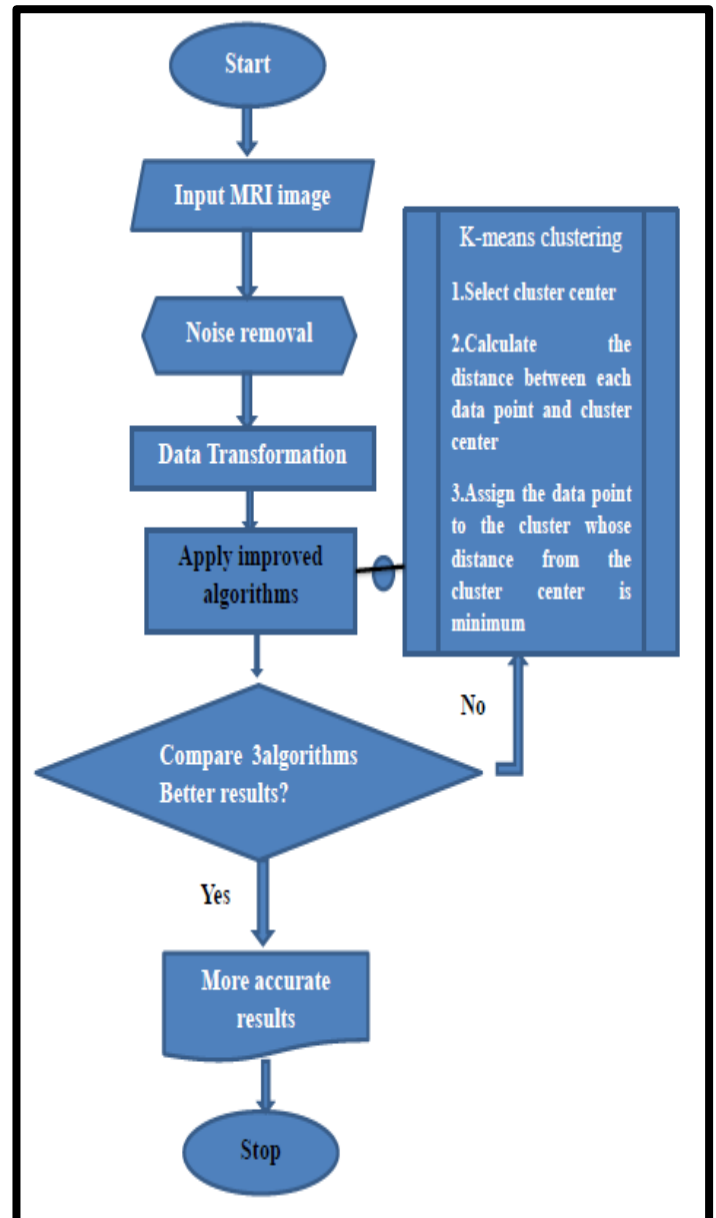 Start
Input MRI image
Noise removal
Data Transformation
Apply improved
algorithms
K-means clustering
1.Select cluster center
2.Calculate the
distance between each
data point and cluster
center
3.Assign the data point
to the cluster whose
distance from the
cluster center is
minimum
No
Compare 3algorithms
Better results?
Yes
More accurate
results
Stop